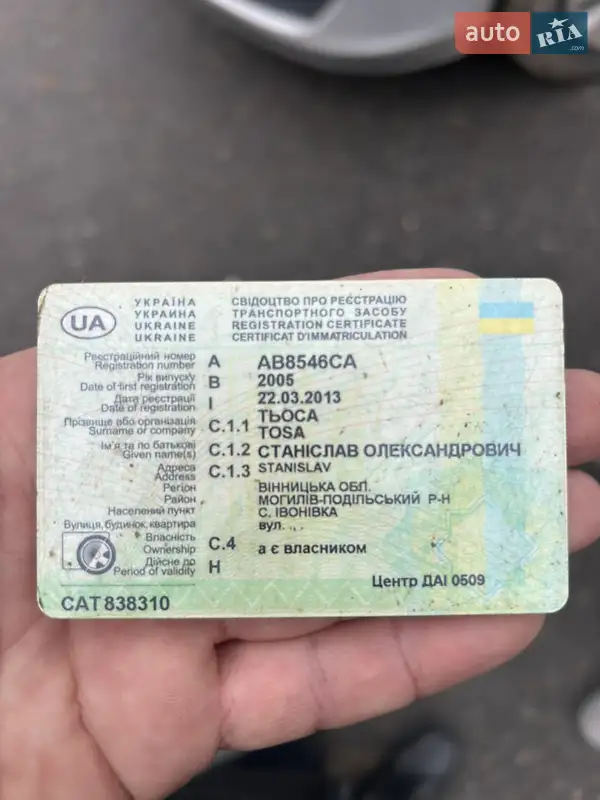 auto RIA .com
УКРАЇНА
УКРАИНА
UKRAINE
UKRAINE
СВІДОЦТВО ПРО РЕЄСТРАЦІЮ
ТРАНСПОРТНОГО ЗАСОБУ
REGISTRATION CERTIFICATE
CERTIFICAT D'IMMATRICULATION
UA
Реєстраційний номер
Registration number A AB8546CA
Рік випуску
Date of first registration B 2005
Дата реєстрації
Date of registration I 22.03.2013
Прізвище або організація
Surname or company C.1.1 ТЬОСА
TOSA
Ім'я та по батькові
Given name(s) C.1.2 СТАНІСЛАВ ОЛЕКСАНДРОВИЧ
Адреса
Address C.1.3 STANISLAV
Регіон ВІННИЦЬКА ОБЛ.
Район МОГИЛІВ-ПОДІЛЬСЬКИЙ Р-Н
Населений пункт С. ІВОНІВКА
Вулиця, будинок, квартира вул.
Власність
Ownership C.4 а є власником
Дійсне до
Period of validity H
Центр ДАІ 0509
САТ 838310